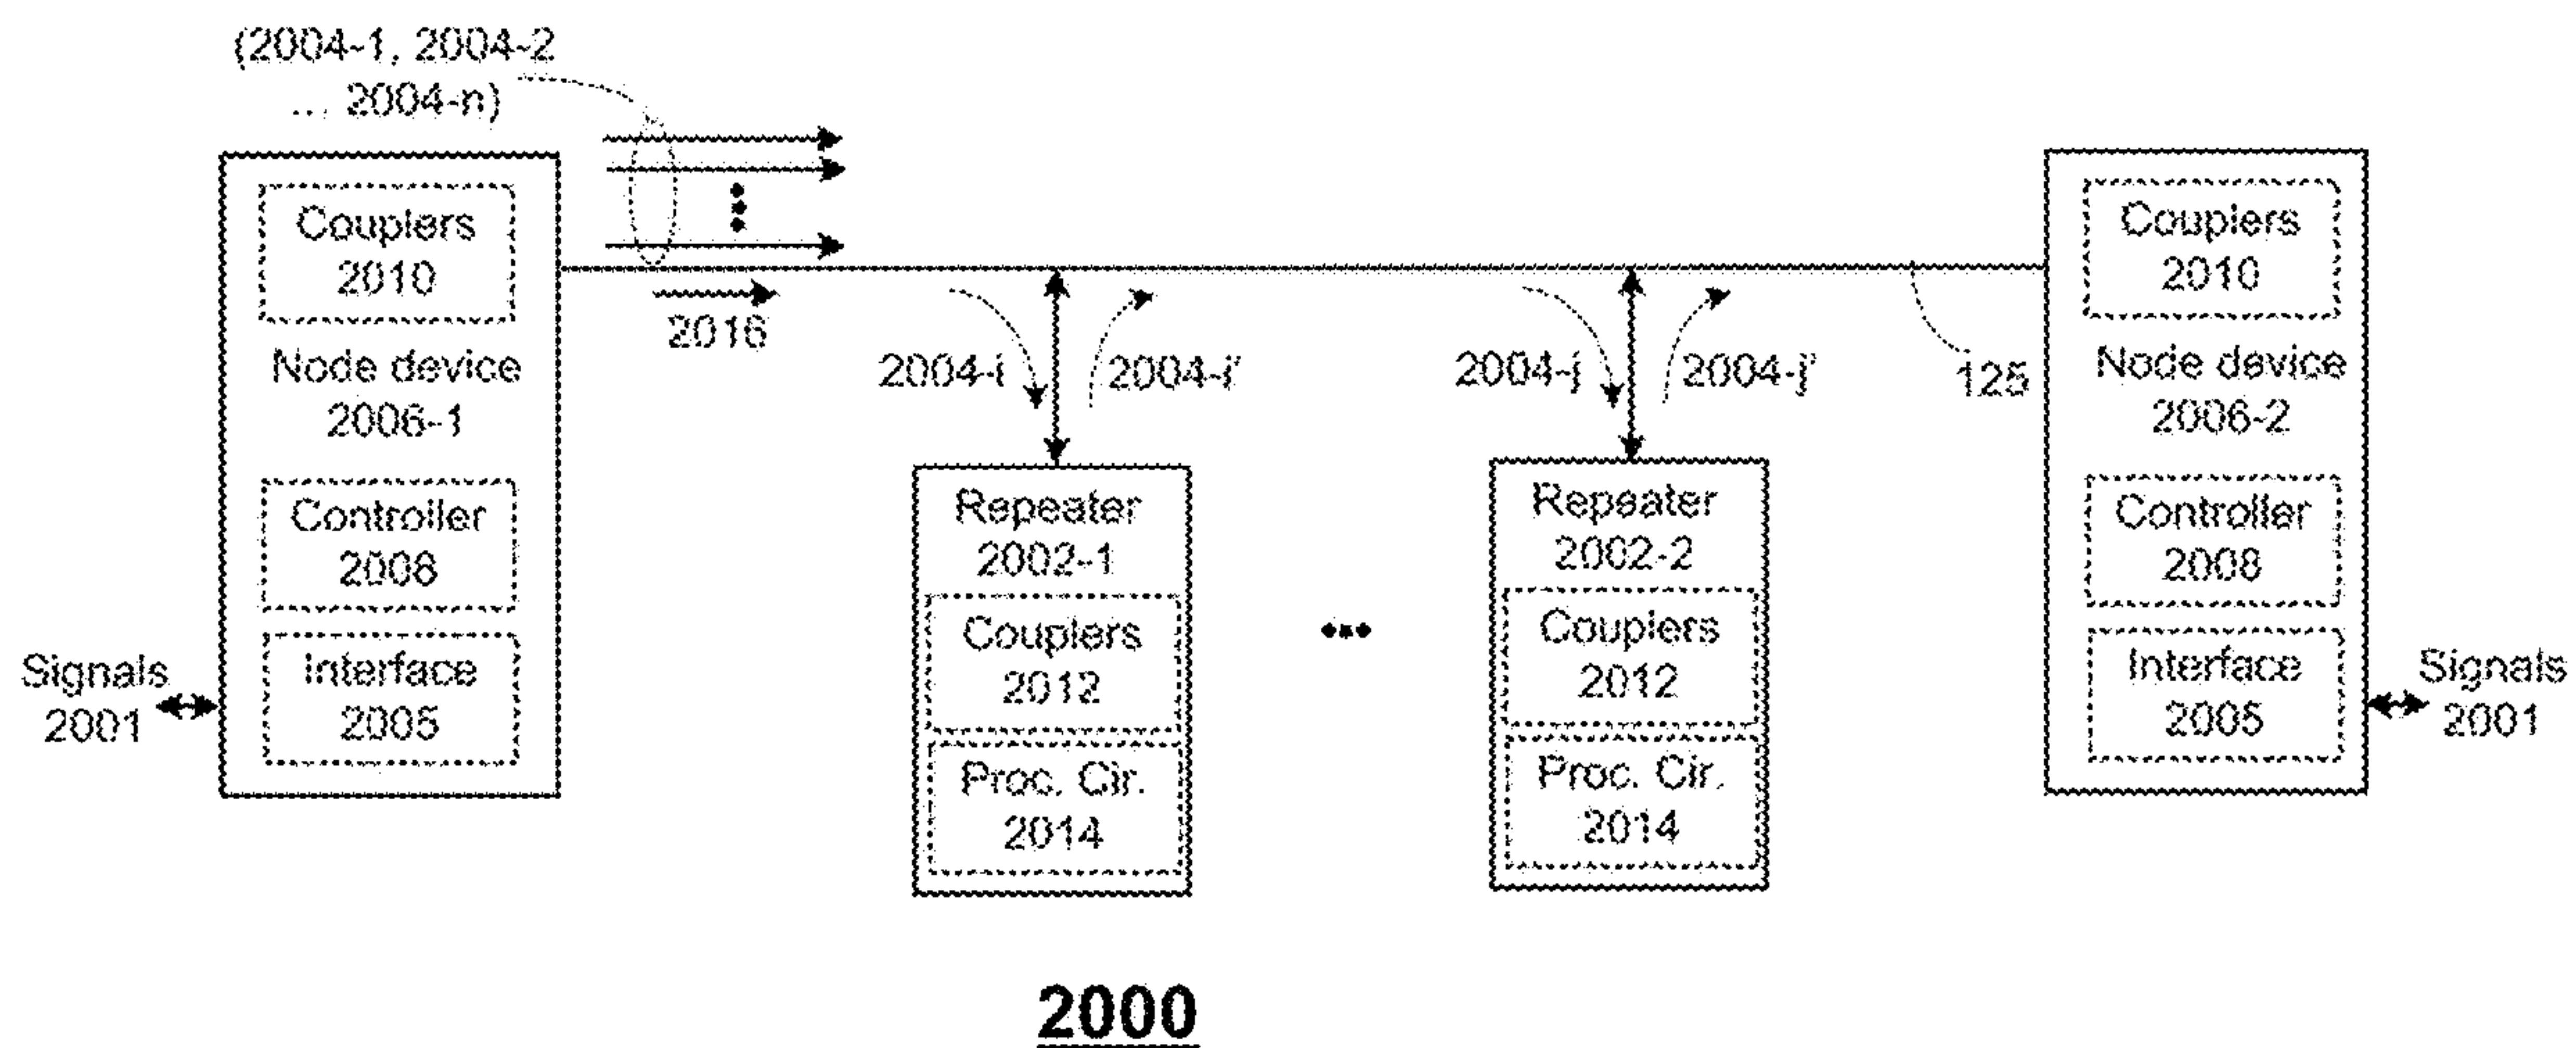 (2004-1, 2004-2
... 2004-n)
Couplers
2010
Node device
2006-1
Controller
2008
Interface
2005
Signals
2001
2016
2004-i
2004-i'
2004-j
2004-j'
125
Repeater
2002-1
Couplers
2012
Proc. Cir.
2014
Repeater
2002-2
Couplers
2012
Proc. Cir.
2014
Couplers
2010
Node device
2006-2
Controller
2008
Interface
2005
Signals
2001
2000